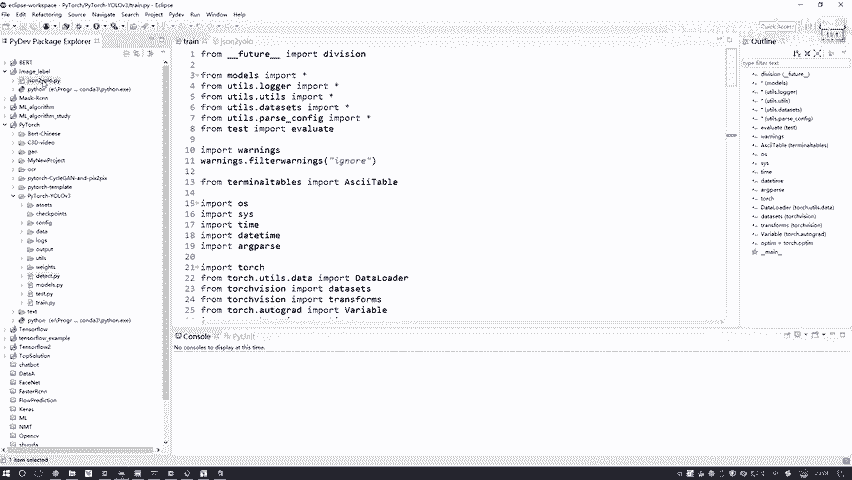 eclipse-workspace - PyTorch/PyTorch-YOLOv3/train.py - Eclipse
File Edit Source Refactoring Navigate Search Project Pydev Run Window Help
Quick Access
PyDev Package Explorer
BERT
Image_label
json2yolo.py
python (e:\Progr ... conda3\python.exe)
Mask-Rcnn
ML_algorithm
ML_algorithm_study
PyTorch
Bert-Chinese
C3D-video
gan
MyNewProject
ocr
pytorch-CycleGAN-and-pix2pix
pytorch-template
PyTorch-YOLOv3
assets
checkpoints
config
data
logs
output
utils
weights
detect.py
models.py
test.py
train.py
text
python (e:\Progr ... conda3\python.exe)
Tensorflow
tensorflow_example
Tensorflow2
TopSolution
chatbot
DataA
FaceNet
FasterRcnn
FlowPrediction
Keras
ML
NMT
Opencv
1 item selected
train
json2yolo
1 from __future__ import division
2
3 from models import *
4 from utils.logger import *
5 from utils.utils import *
6 from utils.datasets import *
7 from utils.parse_config import *
8 from test import evaluate
9
10 import warnings
11 warnings.filterwarnings("ignore")
12
13 from terminaltables import AsciiTable
14
15 import os
16 import sys
17 import time
18 import datetime
19 import argparse
20
21 import torch
22 from torch.utils.data import DataLoader
23 from torchvision import datasets
24 from torchvision import transforms
25 from torch.autograd import Variable
Console
PyUnit
No consoles to display at this time.
Outline
type filter text
division (__future__)
* (models)
* (utils.logger)
* (utils.utils)
* (utils.datasets)
* (utils.parse_config)
evaluate (test)
warnings
AsciiTable (terminaltables)
os
sys
time
datetime
argparse
torch
DataLoader (torch.utils.data)
datasets (torchvision)
transforms (torchvision)
Variable (torch.autograd)
optim = torch.optim
__main__